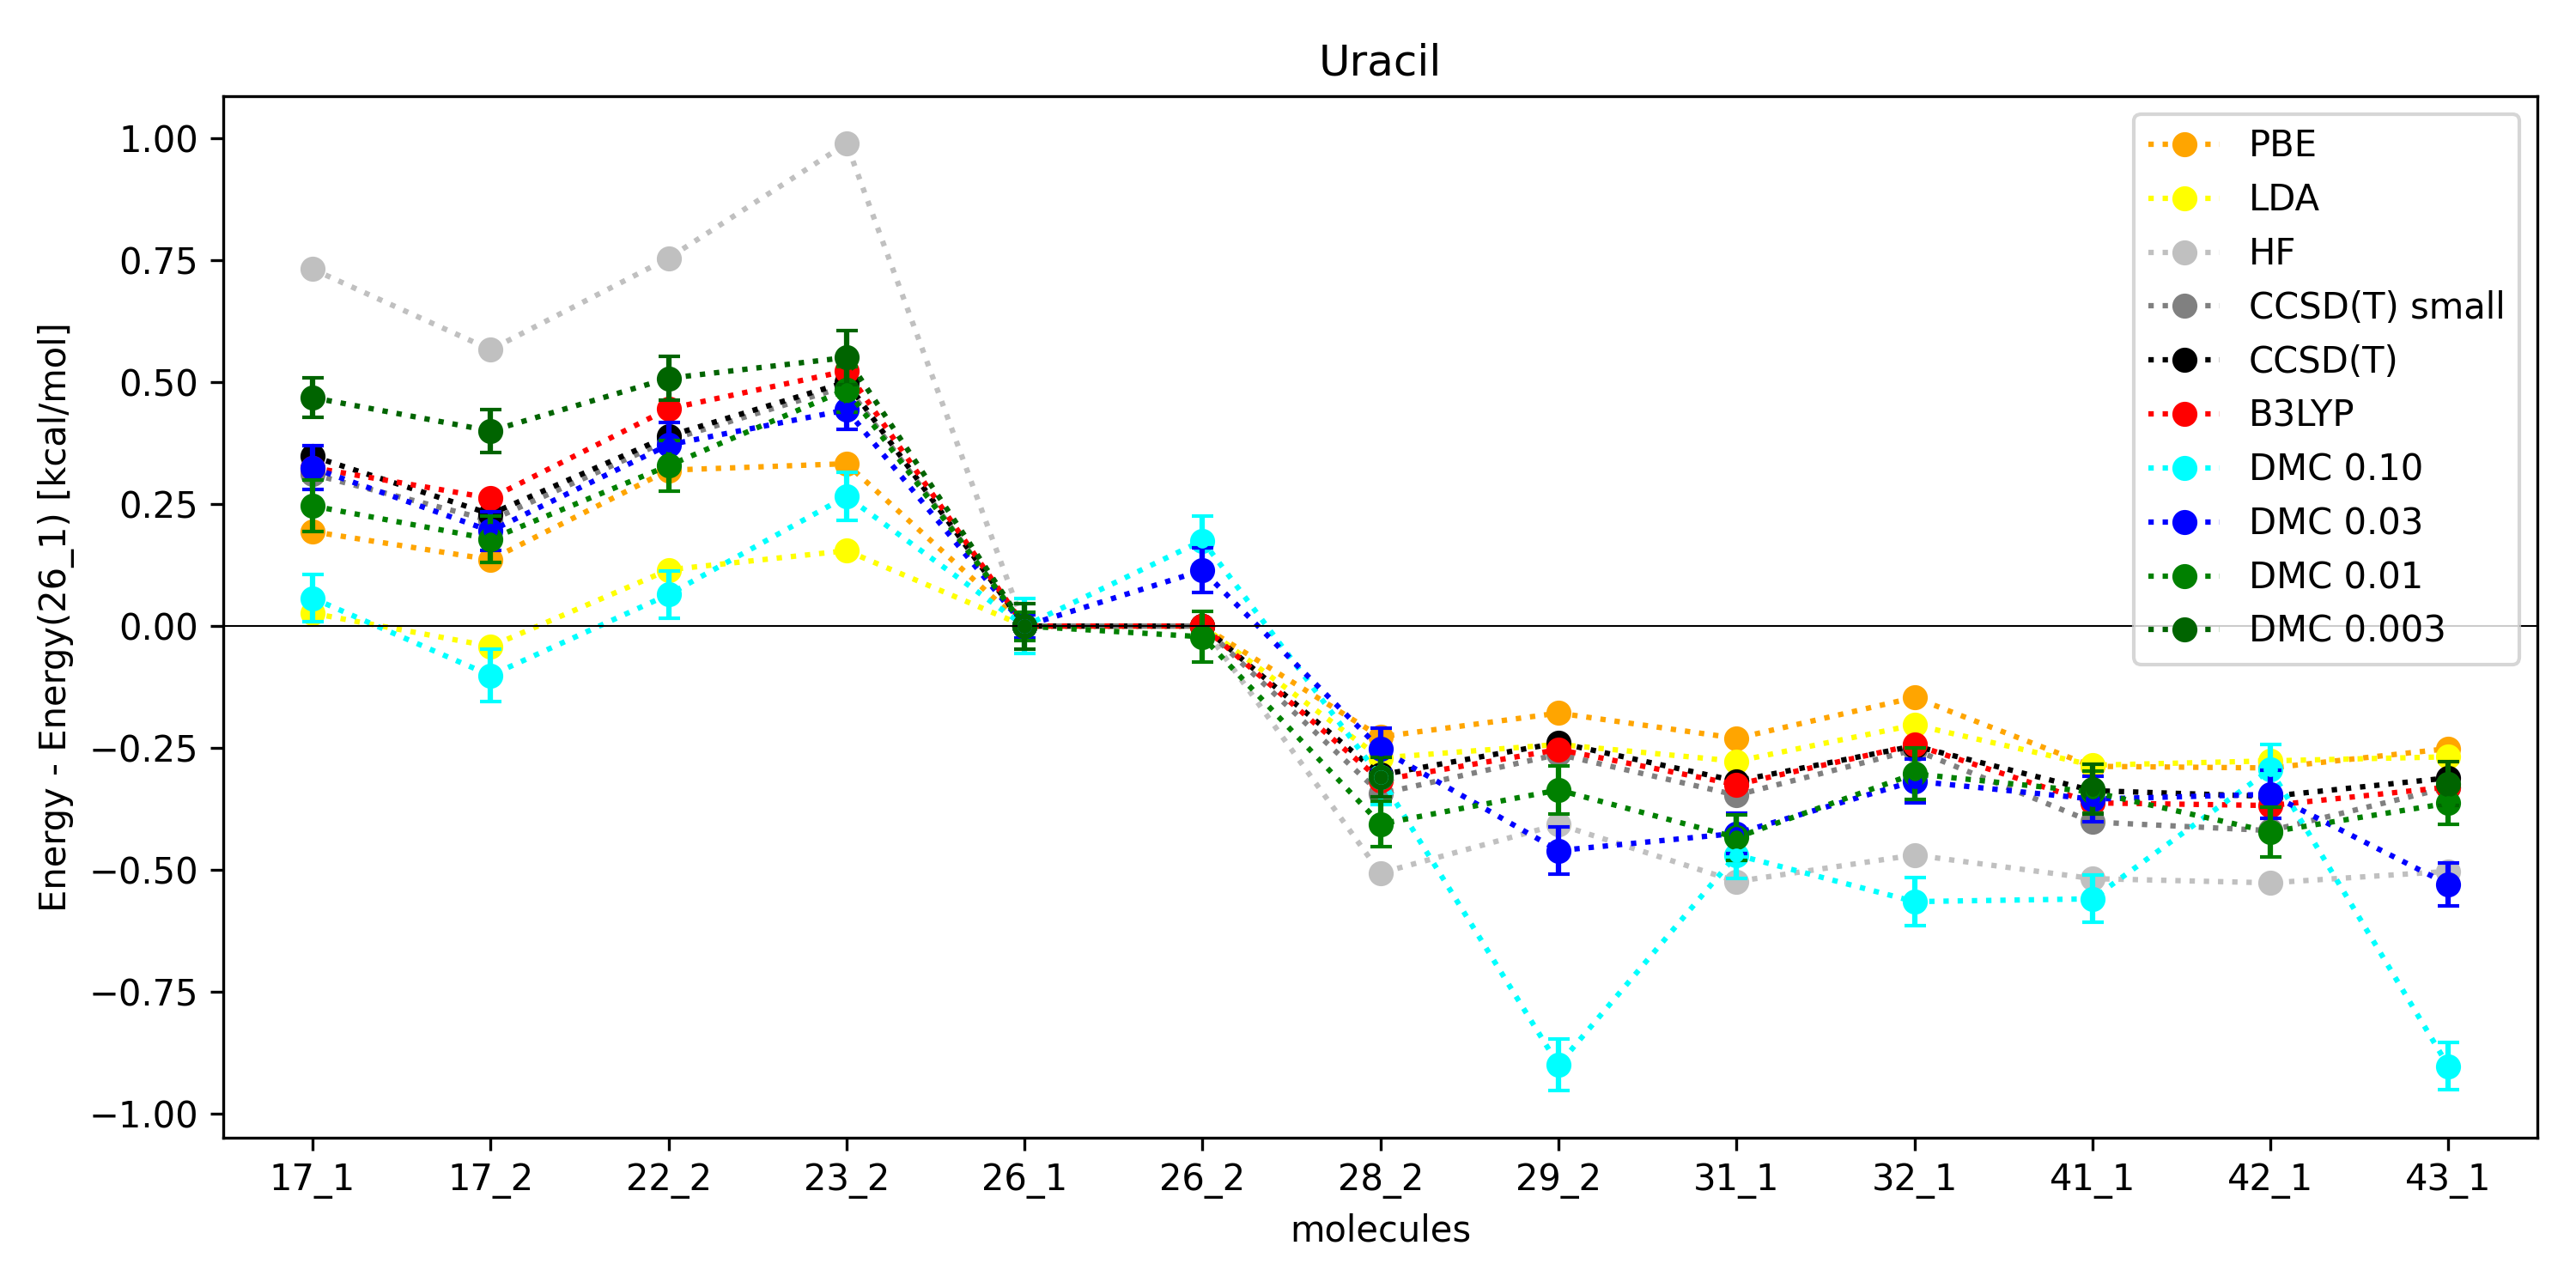 Uracil
Energy - Energy(26_1) [kcal/mol]
1.00
0.75
0.50
0.25
0.00
−0.25
−0.50
−0.75
−1.00
PBE
LDA
HF
CCSD(T) small
CCSD(T)
B3LYP
DMC 0.10
DMC 0.03
DMC 0.01
DMC 0.003
17_1 17_2 22_2 23_2 26_1 26_2 28_2 29_2 31_1 32_1 41_1 42_1 43_1
molecules